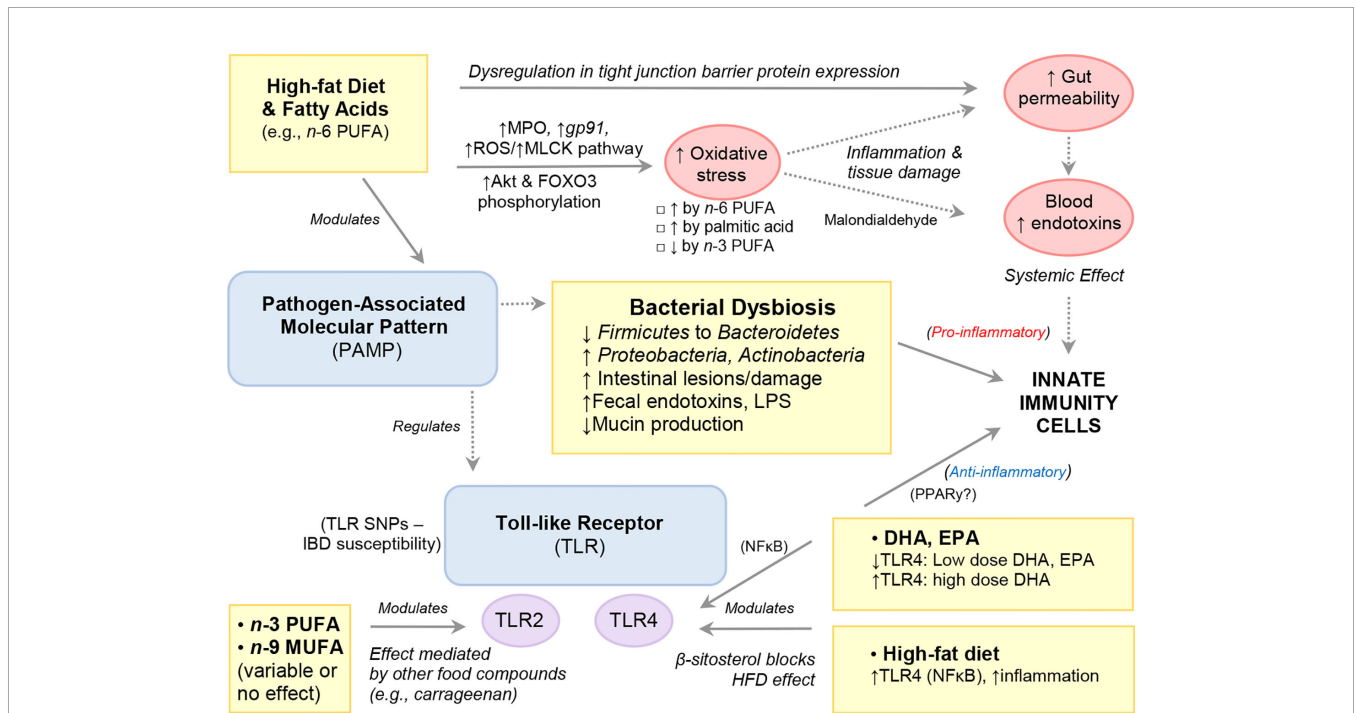 High-fat Diet
& Fatty Acids
(e.g., n-6 PUFA)
Dysregulation in tight junction barrier protein expression
↑ Gut
permeability
↑MPO, ↑gp91,
↑ROS/↑MLCK pathway
↑Akt & FOXO3
phosphorylation
↑ Oxidative
stress
□ ↑ by n-6 PUFA
□ ↑ by palmitic acid
□ ↓ by n-3 PUFA
Inflammation &
tissue damage
Malondialdehyde
Blood
↑ endotoxins
Systemic Effect
Modulates
Pathogen-Associated
Molecular Pattern
(PAMP)
Bacterial Dysbiosis
↓ Firmicutes to Bacteroidetes
↑ Proteobacteria, Actinobacteria
↑ Intestinal lesions/damage
↑Fecal endotoxins, LPS
↓Mucin production
(Pro-inflammatory)
INNATE
IMMUNITY
CELLS
Regulates
(Anti-inflammatory)
(PPARy?)
(TLR SNPs –
IBD susceptibility)
Toll-like Receptor
(TLR)
(NFκB)
• DHA, EPA
↓TLR4: Low dose DHA, EPA
↑TLR4: high dose DHA
• n-3 PUFA
• n-9 MUFA
(variable or
no effect)
Modulates
TLR2
TLR4
Modulates
Effect mediated
by other food compounds
(e.g., carrageenan)
β-sitosterol blocks
HFD effect
• High-fat diet
↑TLR4 (NFκB), ↑inflammation